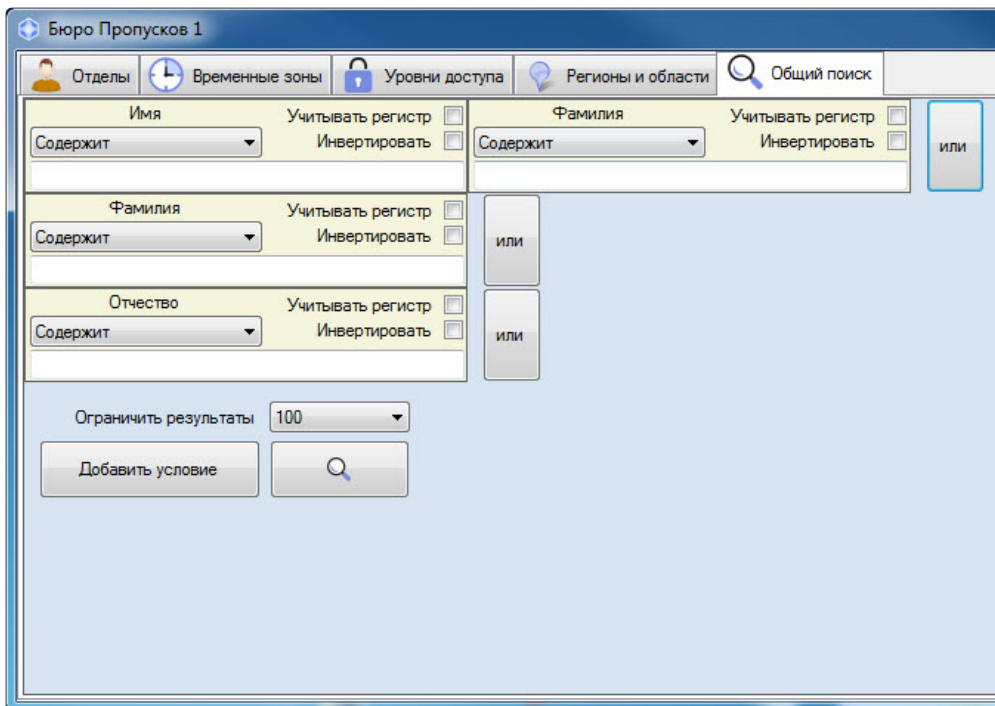 Бюро Пропусков 1
Отделы Временные зоны Уровни доступа Регионы и области Общий поиск
Имя Учитывать регистр Фамилия Учитывать регистр
Содержит Инвертировать Содержит Инвертировать или
Фамилия Учитывать регистр
Содержит Инвертировать или
Отчество Учитывать регистр
Содержит Инвертировать или
Ограничить результаты 100
Добавить условие